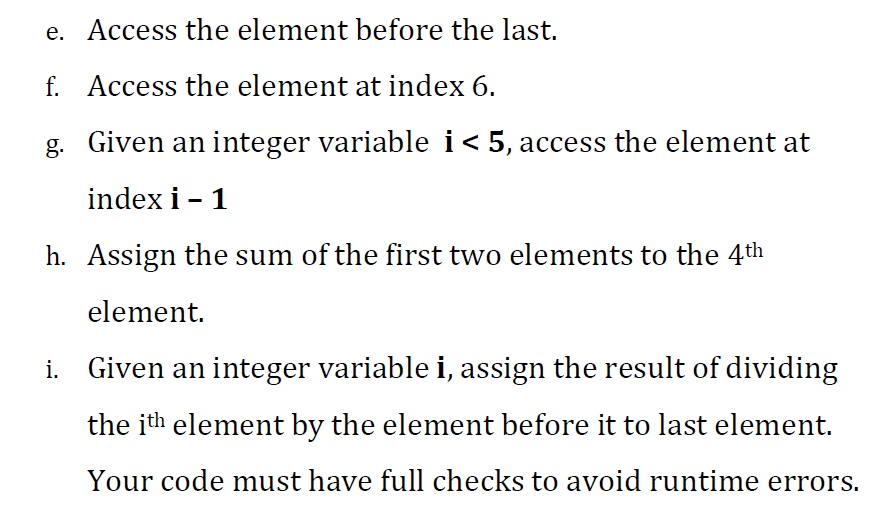 e. Access the element before the last.
f. Access the element at index 6.
g. Given an integer variable i < 5, access the element at
index i – 1
h. Assign the sum of the first two elements to the 4th
element.
i. Given an integer variable i, assign the result of dividing
the ith element by the element before it to last element.
Your code must have full checks to avoid runtime errors.